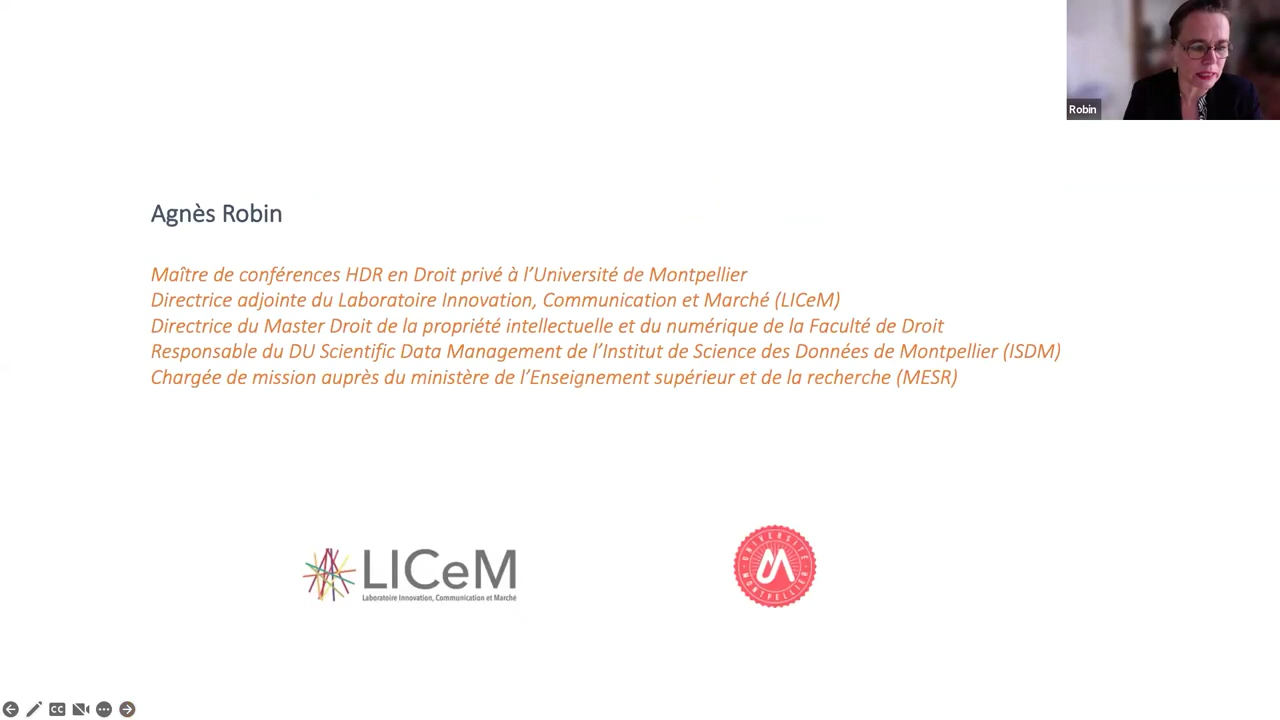 Robin
Agnès Robin
Maître de conférences HDR en Droit privé à l’Université de Montpellier
Directrice adjointe du Laboratoire Innovation, Communication et Marché (LICeM)
Directrice du Master Droit de la propriété intellectuelle et du numérique de la Faculté de Droit
Responsable du DU Scientific Data Management de l’Institut de Science des Données de Montpellier (ISDM)
Chargée de mission auprès du ministère de l’Enseignement supérieur et de la recherche (MESR)
LICeM
Laboratoire Innovation, Communication et Marché
UNIVERSITÉ
MONTPELLIER
CC